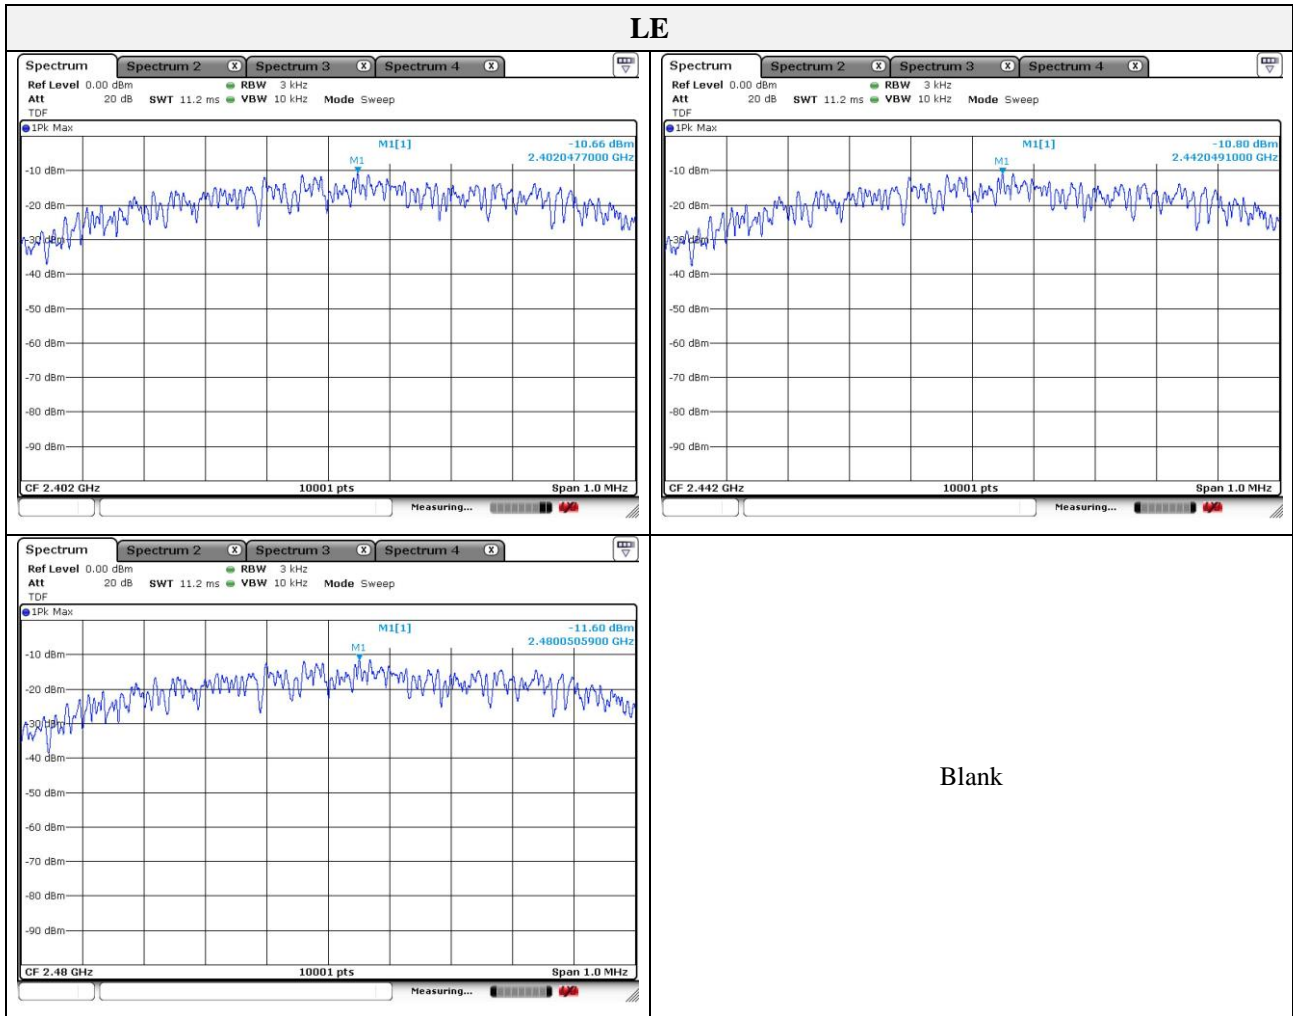 LE
Spectrum Spectrum 2 X Spectrum 3 X Spectrum 4 X
Ref Level 0.00 dBm RBW 3 kHz
Att 20 dB SWT 11.2 ms VBW 10 kHz Mode Sweep
TDF
1Pk Max
M1[1] -10.66 dBm
2.4020477000 GHz
M1
-10 dBm
-20 dBm
-30 dBm
-40 dBm
-50 dBm
-60 dBm
-70 dBm
-80 dBm
-90 dBm
CF 2.402 GHz 10001 pts Span 1.0 MHz
Measuring...
Spectrum Spectrum 2 X Spectrum 3 X Spectrum 4 X
Ref Level 0.00 dBm RBW 3 kHz
Att 20 dB SWT 11.2 ms VBW 10 kHz Mode Sweep
TDF
1Pk Max
M1[1] -10.80 dBm
2.4420491000 GHz
M1
-10 dBm
-20 dBm
-30 dBm
-40 dBm
-50 dBm
-60 dBm
-70 dBm
-80 dBm
-90 dBm
CF 2.442 GHz 10001 pts Span 1.0 MHz
Measuring...
Spectrum Spectrum 2 X Spectrum 3 X Spectrum 4 X
Ref Level 0.00 dBm RBW 3 kHz
Att 20 dB SWT 11.2 ms VBW 10 kHz Mode Sweep
TDF
1Pk Max
M1[1] -11.60 dBm
2.4800505900 GHz
M1
-10 dBm
-20 dBm
-30 dBm
-40 dBm
-50 dBm
-60 dBm
-70 dBm
-80 dBm
-90 dBm
CF 2.48 GHz 10001 pts Span 1.0 MHz
Measuring...
Blank